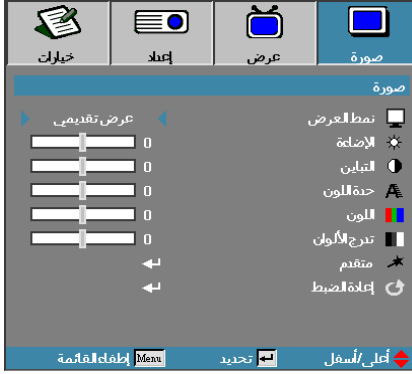 صورة عرض إعداد خيارات
صورة
نمط العرض عرض تقديمي
الإضاءة 0
التباين 0
حدة اللون 0
اللون 0
تدرج الألوان 0
متقدم
إعادة الضبط
أعلى/أسفل تحديد Menu إطفاء القائمة